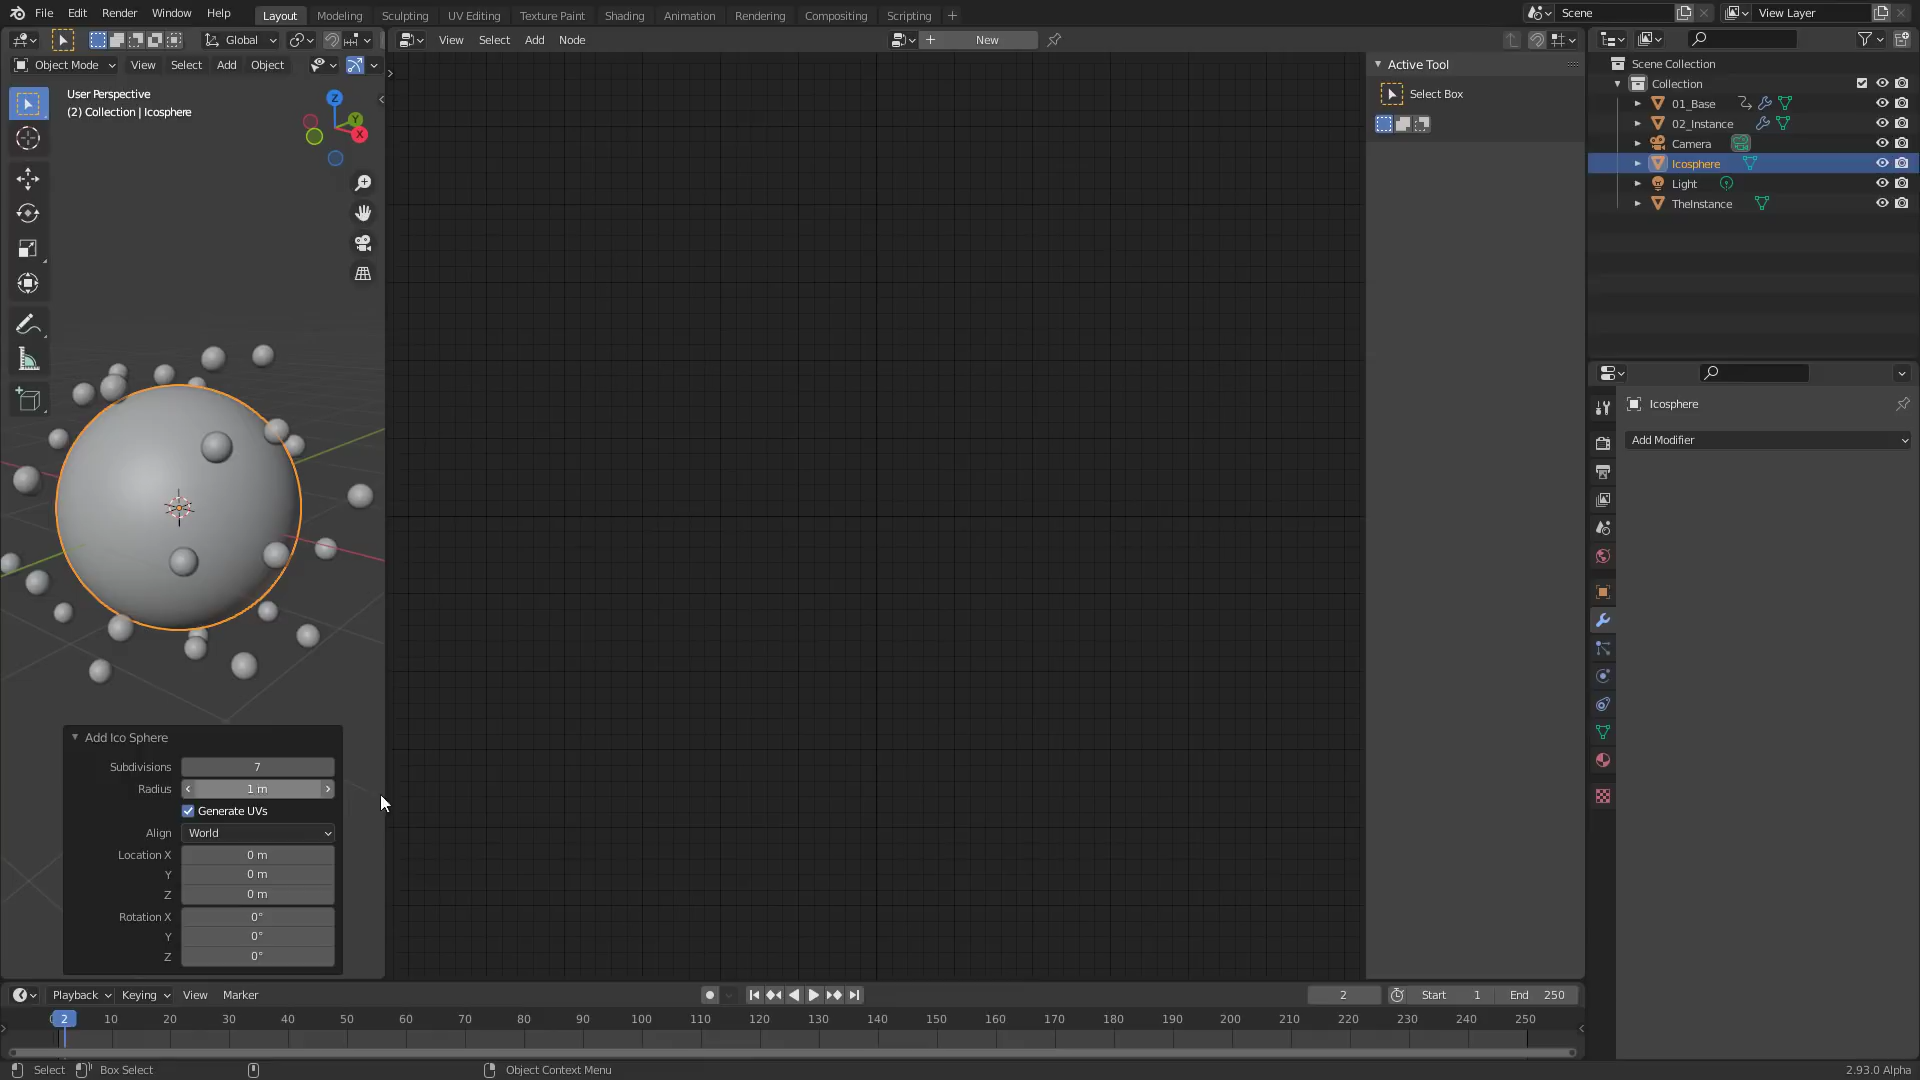 File Edit Render Window Help Layout Modeling Sculpting UV Editing Texture Paint Shading Animation Rendering Compositing Scripting Scene View Layer
Global View Select Add Node New
Object Mode View Select Add Object
User Perspective
(2) Collection | Icosphere
Z
Y
X
Add Ico Sphere
Subdivisions 7
Radius 1 m
Generate UVs
Align World
Location X 0 m
Y 0 m
Z 0 m
Rotation X 0°
Y 0°
Z 0°
Active Tool
Select Box
Scene Collection
Collection
01_Base
02_Instance
Camera
Icosphere
Light
TheInstance
Icosphere
Add Modifier
Playback Keying View Marker 2 Start 1 End 250
2 10 20 30 40 50 60 70 80 90 100 110 120 130 140 150 160 170 180 190 200 210 220 230 240 250
Select Box Select Object Context Menu 2.93.0 Alpha